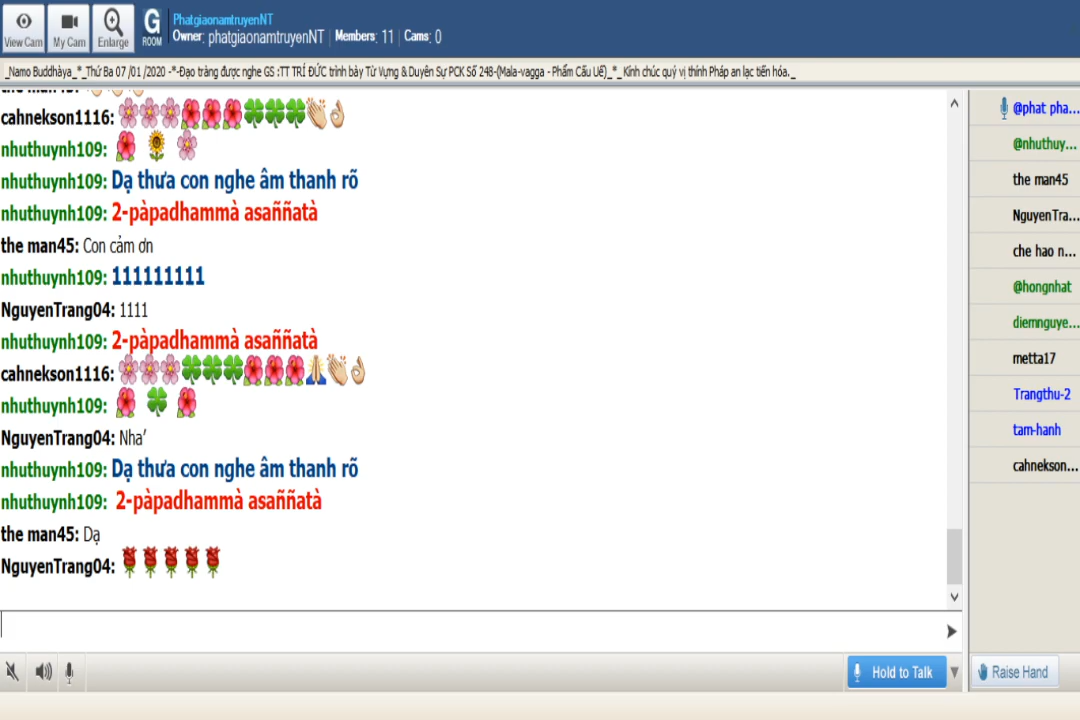 View Cam
My Cam
Enlarge
G
ROOM
PhatgiaonamtruyenNT
Owner: phatgiaonamtruyenNT | Members: 11 | Cams: 0
_Namo Buddhàya_*_Thứ Ba 07 /01 /2020 -*-Đạo tràng được nghe GS :TT TRÍ ĐỨC trình bày Từ Vựng & Duyên Sự PCK Số 248-(Mala-vagga - Phẩm Cấu Uế)_*_ Kính chúc quý vị thính Pháp an lạc tiến hóa._
the man45:
cahnekson1116:
nhuthuynh109:
nhuthuynh109: Dạ thưa con nghe âm thanh rõ
nhuthuynh109: 2-pàpadhammà asaññatà
the man45: Con cảm ơn
nhuthuynh109: 111111111
NguyenTrang04: 1111
nhuthuynh109: 2-pàpadhammà asaññatà
cahnekson1116:
nhuthuynh109:
NguyenTrang04: Nha'
nhuthuynh109: Dạ thưa con nghe âm thanh rõ
nhuthuynh109: 2-pàpadhammà asaññatà
the man45: Dạ
NguyenTrang04:
@phat pha...
@nhuthuy...
the man45
NguyenTra...
che hao n...
@hongnhat
diemnguye...
metta17
Trangthu-2
tam-hanh
cahnekson...
Hold to Talk
Raise Hand